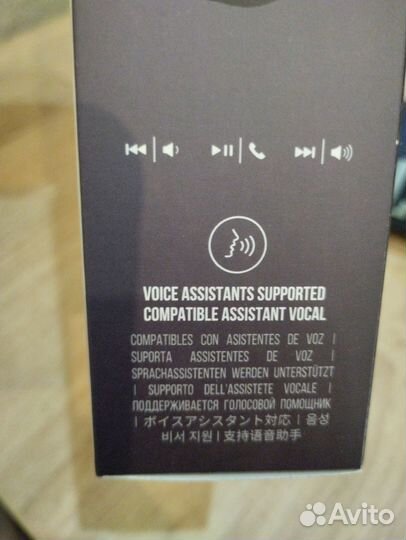 VOICE ASSISTANTS SUPPORTED
COMPATIBLE ASSISTANT VOCAL
COMPATIBLES CON ASISTENTES DE VOZ |
SUPORTA ASSISTENTES DE VOZ |
SPRACHASSISTENTEN WERDEN UNTERSTÜTZT
| SUPPORTO DELL'ASSISTETE VOCALE |
ПОДДЕРЖИВАЕТСЯ ГОЛОСОВОЙ ПОМОЩНИК
| ボイスアシスタント対応 | 음성
비서 지원 | 支持语音助手
Avito